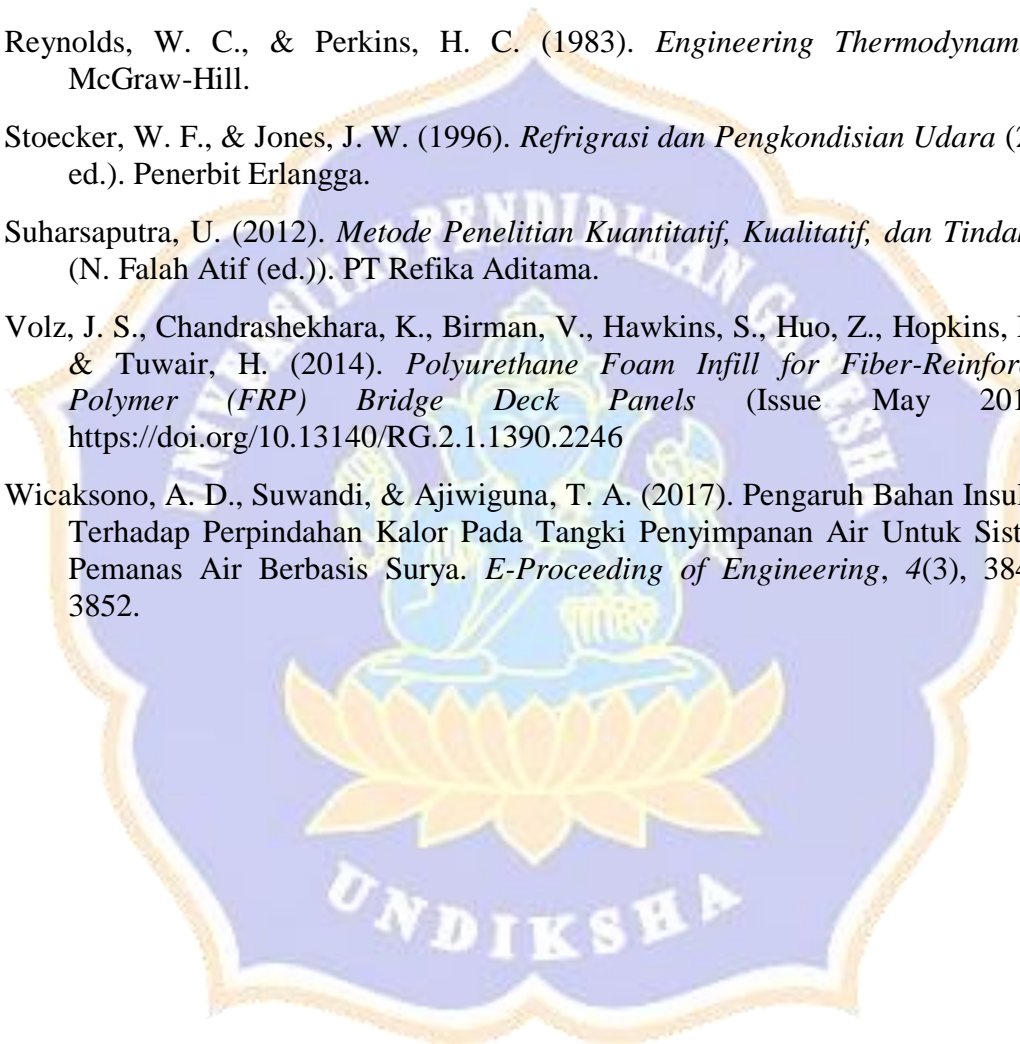 Reynolds, W. C., & Perkins, H. C. (1983). Engineering Thermodynam
McGraw-Hill.
Stoecker, W. F., & Jones, J. W. (1996). Refrigrasi dan Pengkondisian Udara (2
ed.). Penerbit Erlangga.
Suharsaputra, U. (2012). Metode Penelitian Kuantitatif, Kualitatif, dan Tinda
(N. Falah Atif (ed.)). PT Refika Aditama.
Volz, J. S., Chandrashekhara, K., Birman, V., Hawkins, S., Huo, Z., Hopkins,
& Tuwair, H. (2014). Polyurethane Foam Infill for Fiber-Reinfor
Polymer (FRP) Bridge Deck Panels (Issue May 201
https://doi.org/10.13140/RG.2.1.1390.2246
Wicaksono, A. D., Suwandi, & Ajiwiguna, T. A. (2017). Pengaruh Bahan Insul
Terhadap Perpindahan Kalor Pada Tangki Penyimpanan Air Untuk Sist
Pemanas Air Berbasis Surya. E-Proceeding of Engineering, 4(3), 384
3852.
UNIVERSITAS PENDIDIKAN GANESHA
UNDIKSHA